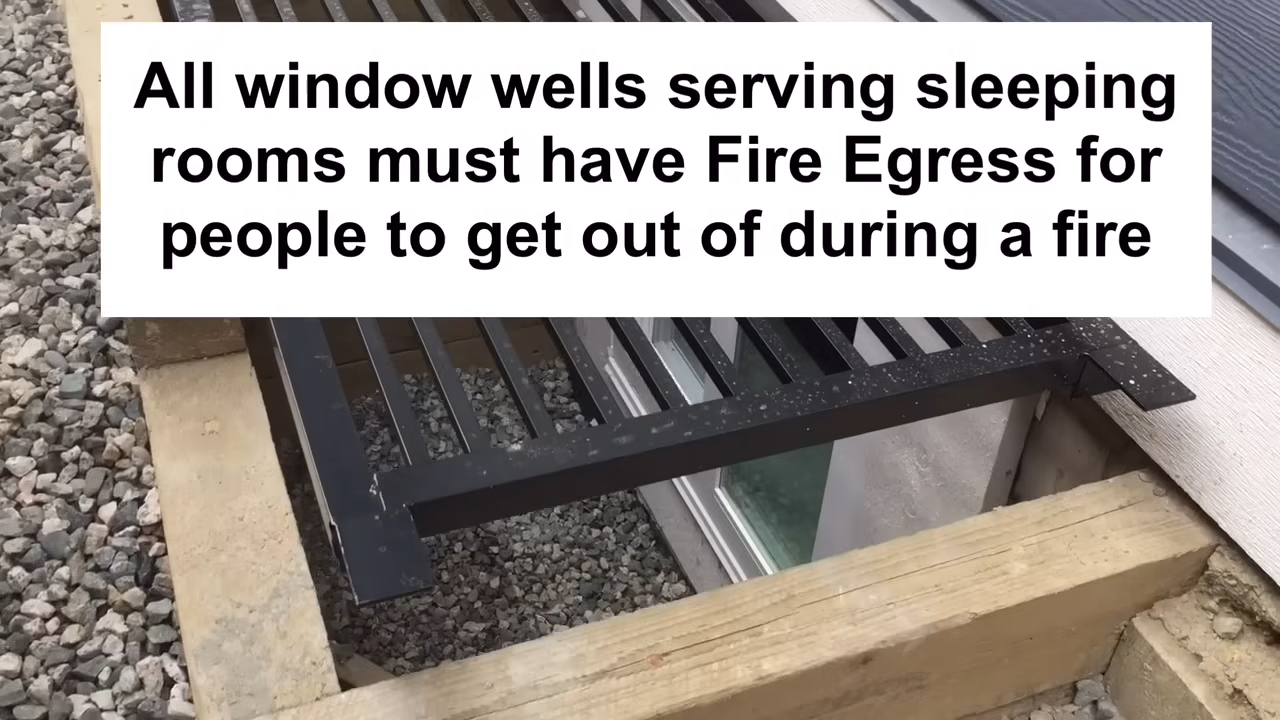 All window wells serving sleeping
rooms must have Fire Egress for
people to get out of during a fire